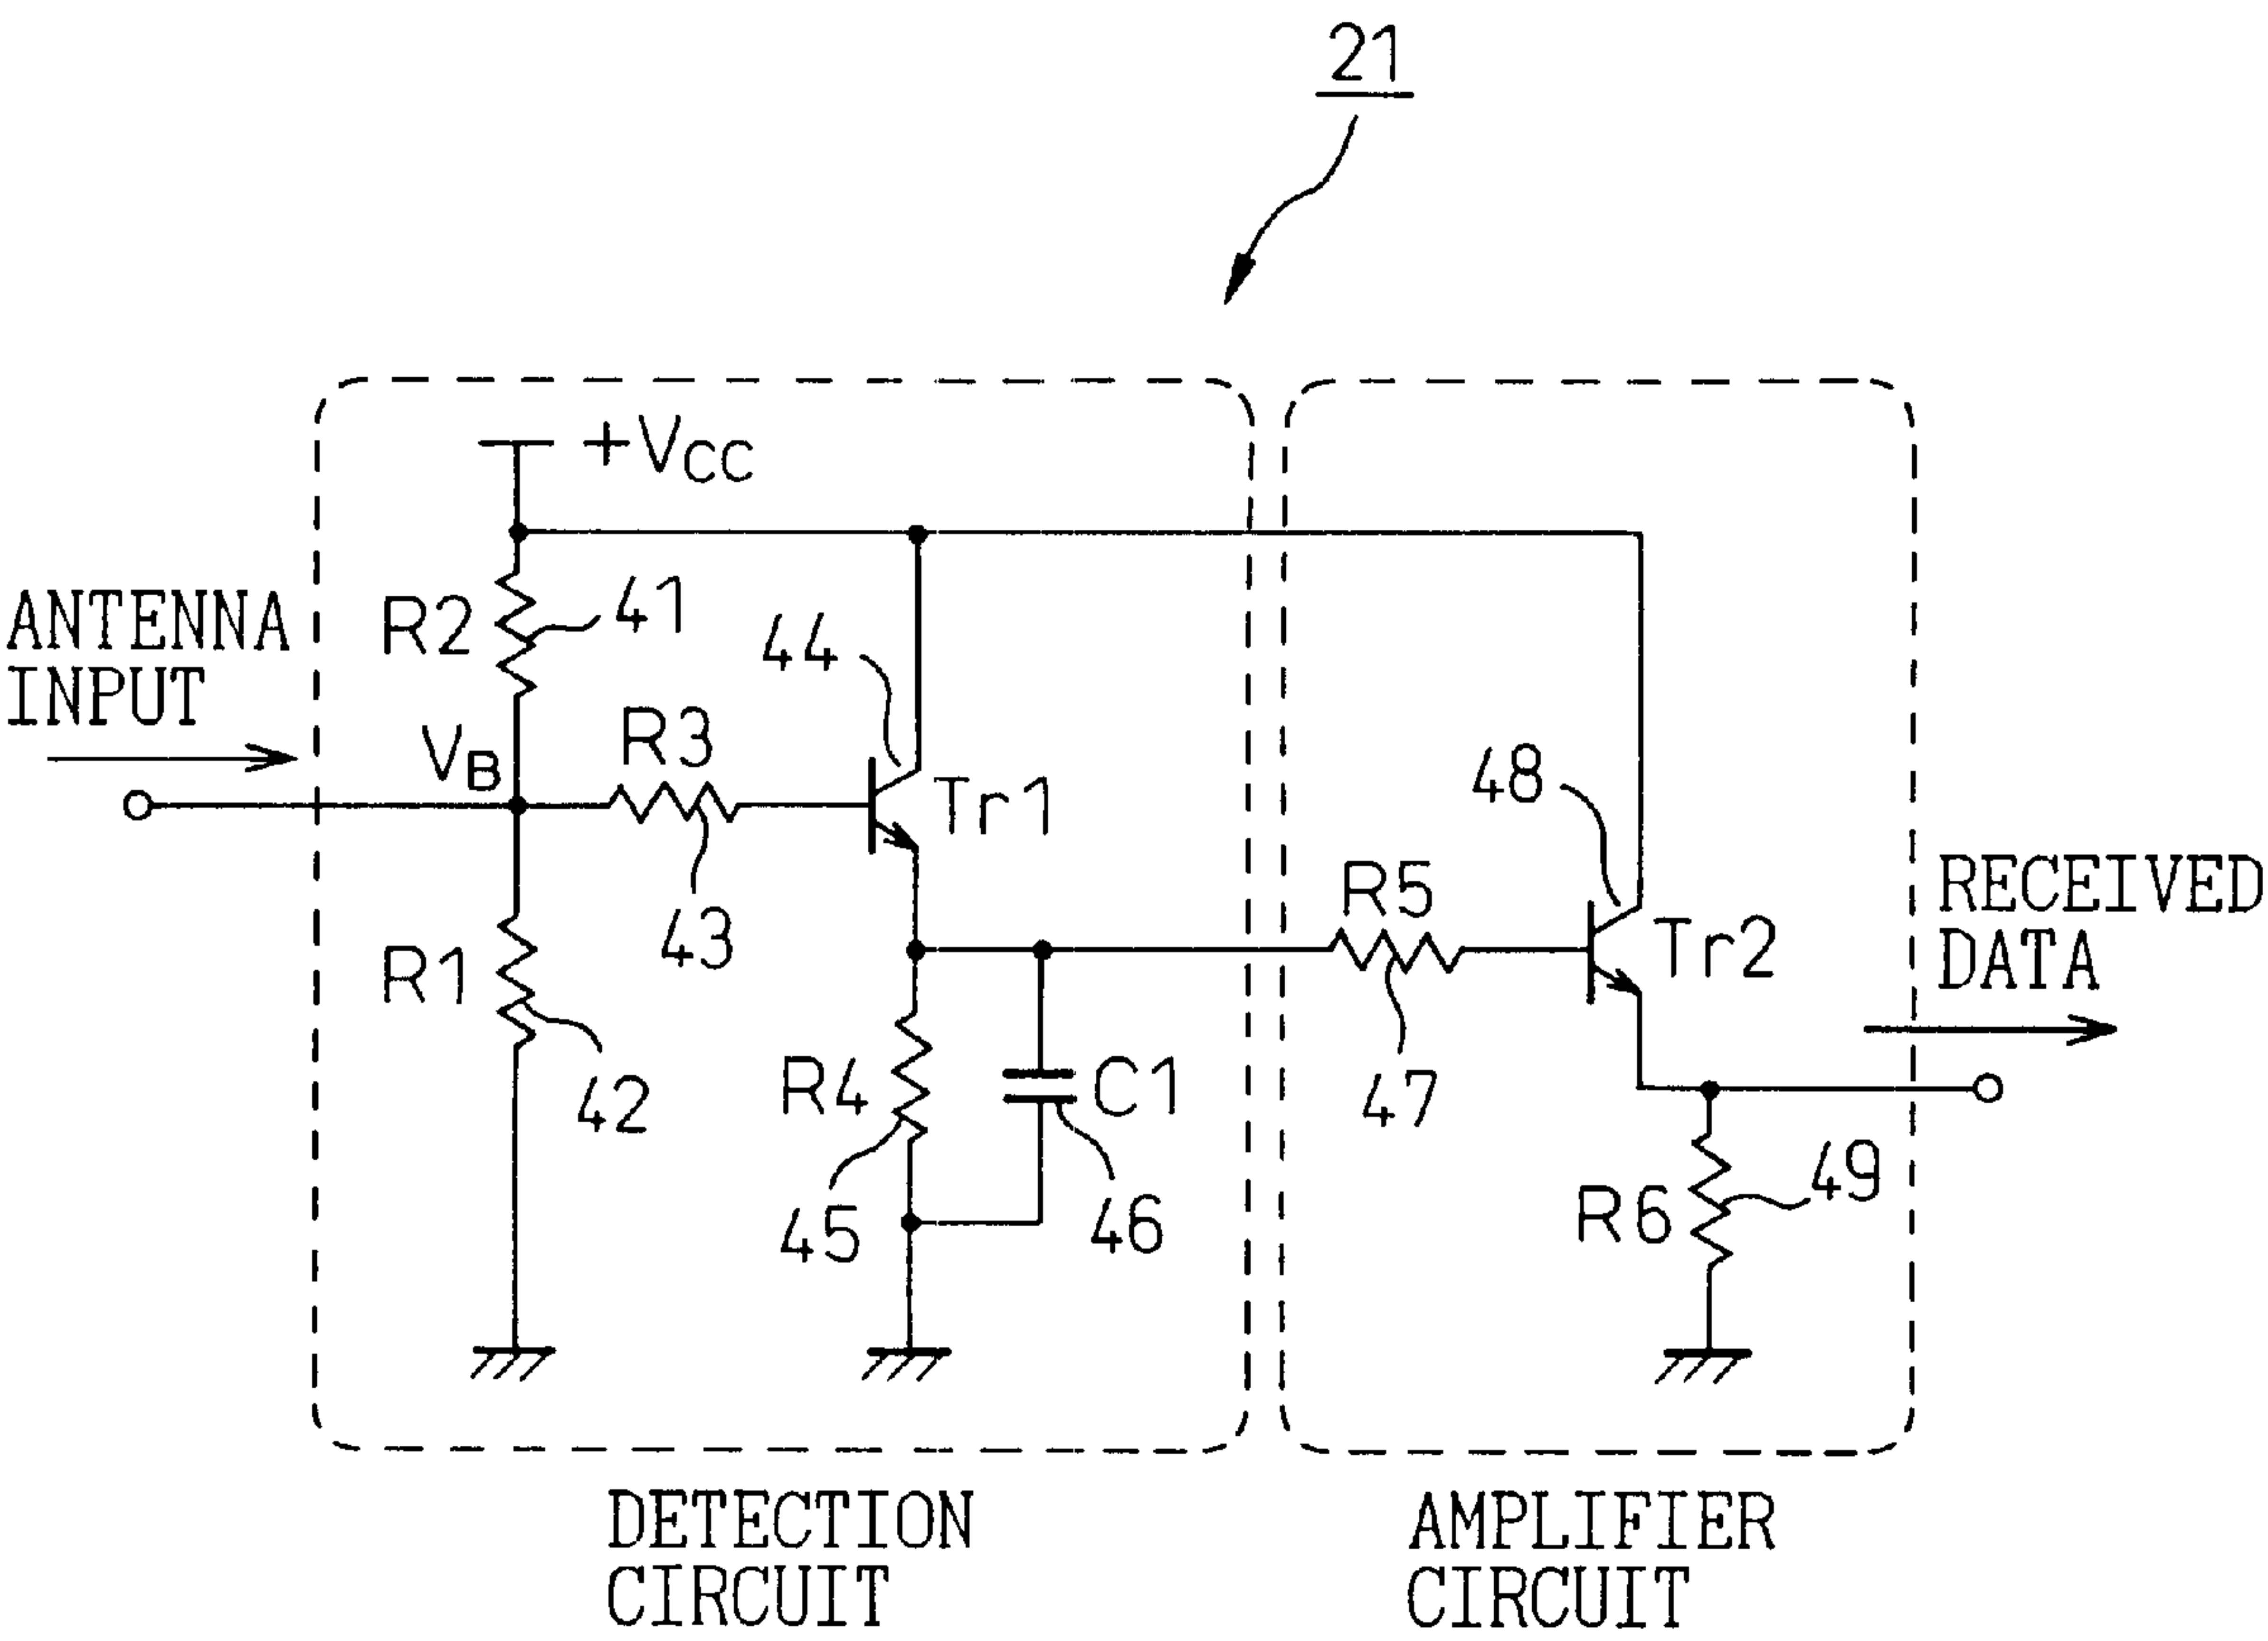 21
+VCC
R2
41
ANTENNA
INPUT
44
VB
R3
Tr1
48
43
R5
Tr2
RECEIVED
DATA
R1
42
R4
C1
47
45
46
R6
49
DETECTION
CIRCUIT
AMPLIFIER
CIRCUIT